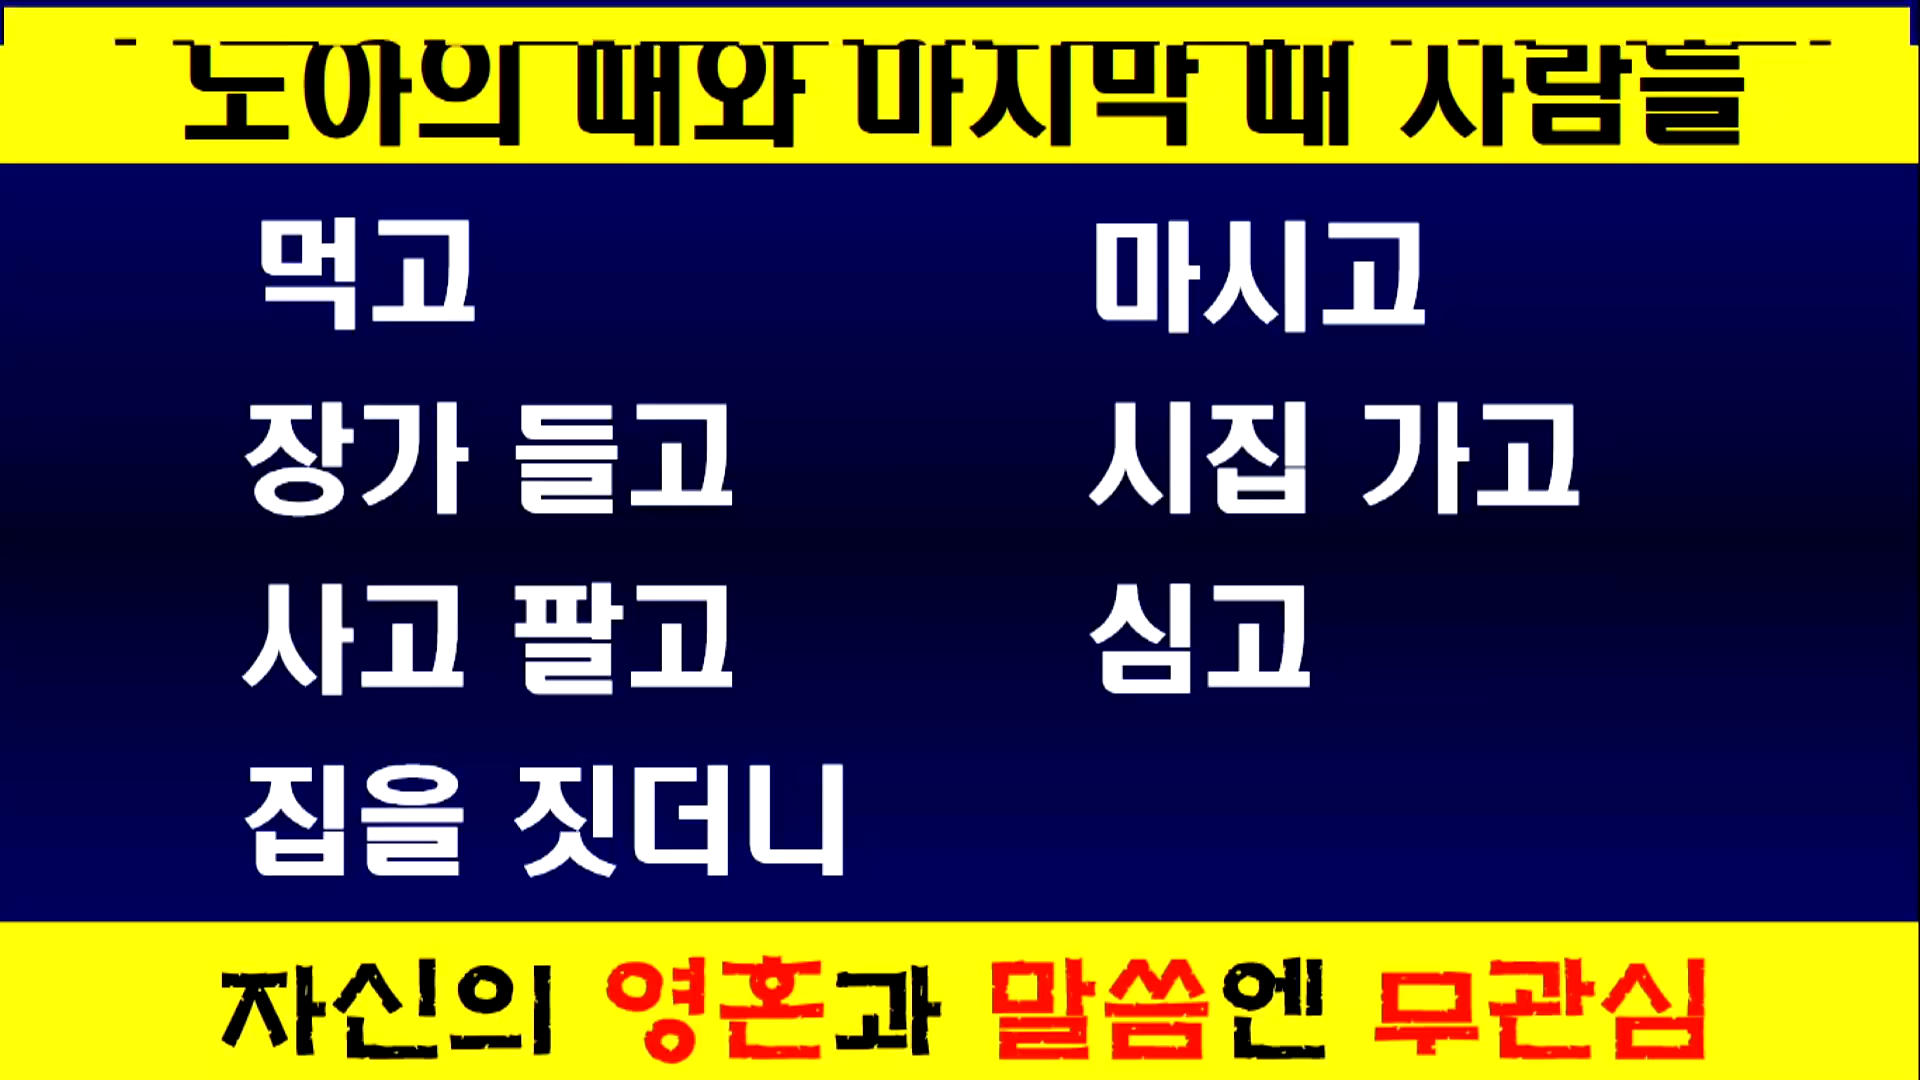 노아의 때와 마지막 때 사람들
먹고 마시고
장가 들고 시집 가고
사고 팔고 심고
집을 짓더니
자신의 영혼과 말씀엔 무관심